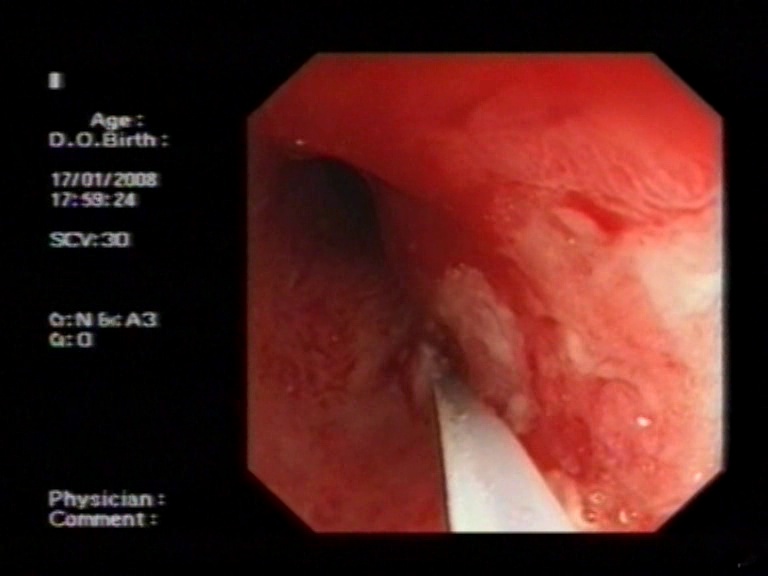 Age:
D.O.Birth:
17/01/2008
17:59:24
SCV:30
Physician:
Comment: